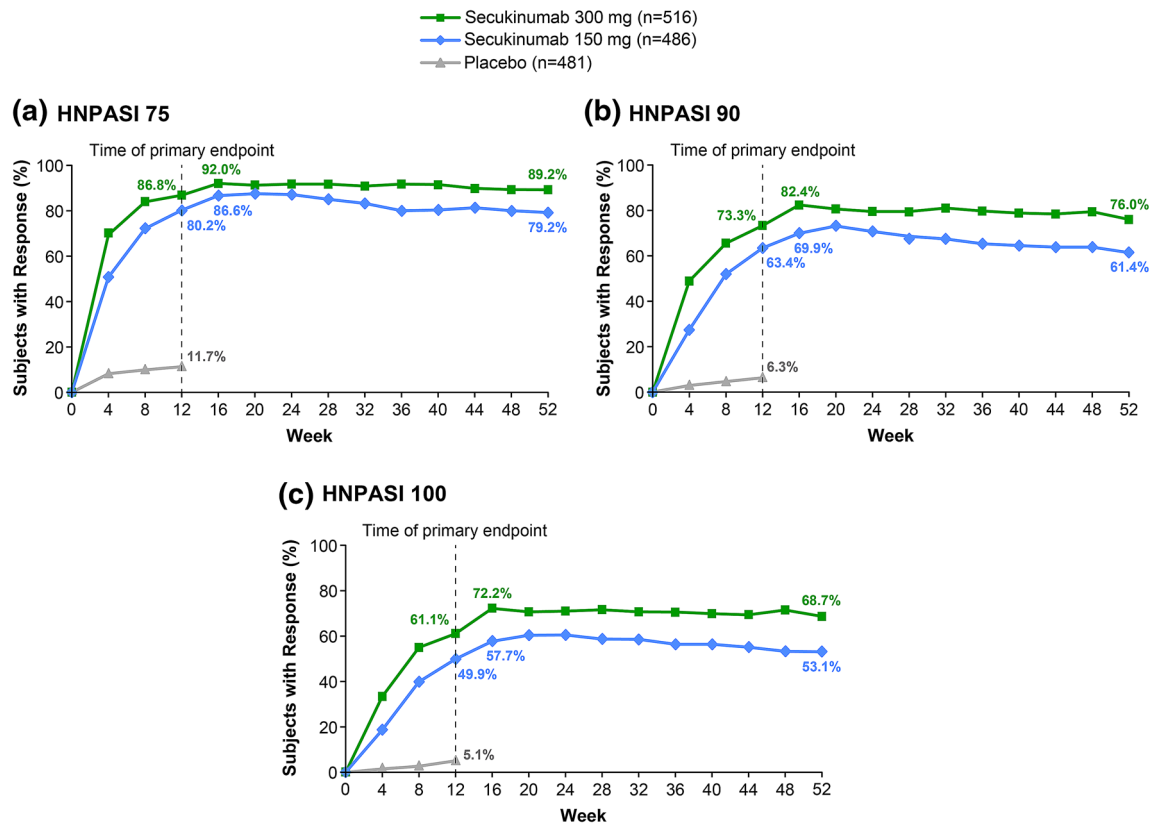 Secukinumab 300 mg (n=516)
Secukinumab 150 mg (n=486)
Placebo (n=481)
(a) HNPASI 75
Time of primary endpoint
Subjects with Response (%)
100
80
60
40
20
0
86.8%
92.0%
89.2%
80.2%
86.6%
79.2%
11.7%
0 4 8 12 16 20 24 28 32 36 40 44 48 52
Week
(b) HNPASI 90
Time of primary endpoint
Subjects with Response (%)
100
80
60
40
20
0
73.3%
82.4%
76.0%
63.4%
69.9%
61.4%
6.3%
0 4 8 12 16 20 24 28 32 36 40 44 48 52
Week
(c) HNPASI 100
Time of primary endpoint
Subjects with Response (%)
100
80
60
40
20
0
61.1%
72.2%
68.7%
49.9%
57.7%
53.1%
5.1%
0 4 8 12 16 20 24 28 32 36 40 44 48 52
Week